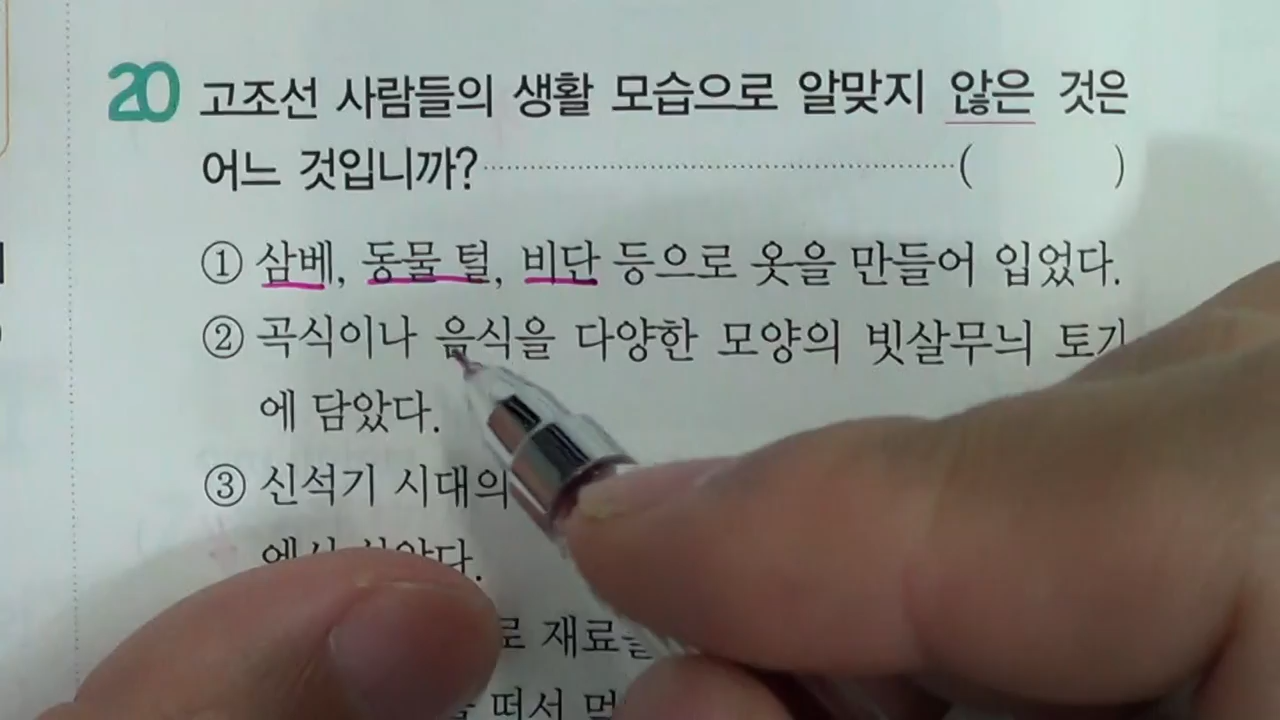 20 고조선 사람들의 생활 모습으로 알맞지 않은 것은
어느 것입니까? ( )
① 삼베, 동물 털, 비단 등으로 옷을 만들어 입었다.
② 곡식이나 음식을 다양한 모양의 빗살무늬 토기
에 담았다.
③ 신석기 시대의
로 재료를
떠서